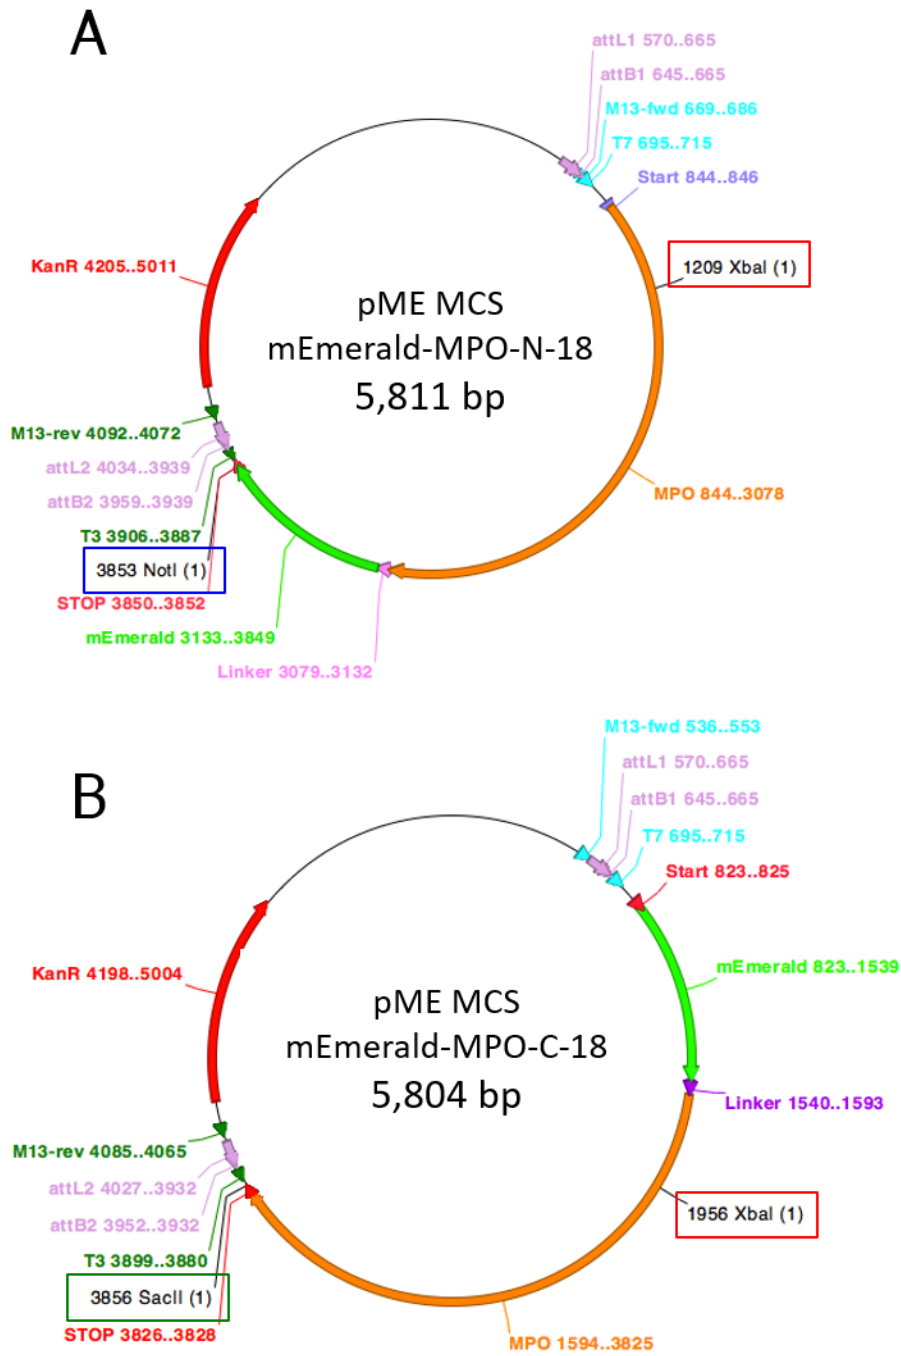 A
attL1 570..665
attB1 645..665
M13-fwd 669..686
T7 695..715
Start 844..846
KanR 4205..5011
1209 XbaI (1)
pME MCS
mEmerald-MPO-N-18
5,811 bp
M13-rev 4092..4072
attL2 4034..3939
attB2 3959..3939
MPO 844..3078
T3 3906..3887
3853 NotI (1)
STOP 3850..3852
mEmerald 3133..3849
Linker 3079..3132
B
M13-fwd 536..553
attL1 570..665
attB1 645..665
T7 695..715
Start 823..825
mEmerald 823..1539
KanR 4198..5004
pME MCS
mEmerald-MPO-C-18
5,804 bp
Linker 1540..1593
M13-rev 4085..4065
attL2 4027..3932
1956 XbaI (1)
attB2 3952..3932
T3 3899..3880
3856 SacII (1)
STOP 3826..3828
MPO 1594..3825